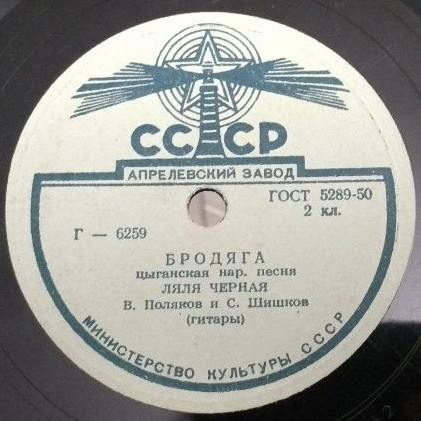 СССР
АПРЕЛЕВСКИЙ ЗАВОД
ГОСТ 5289-50
2 кл.
Г — 6259
БРОДЯГА
цыганская нар. песня
ЛЯЛЯ ЧЕРНАЯ
В. Поляков и С. Шишков
(гитары)
МИНИСТЕРСТВО КУЛЬТУРЫ СССР